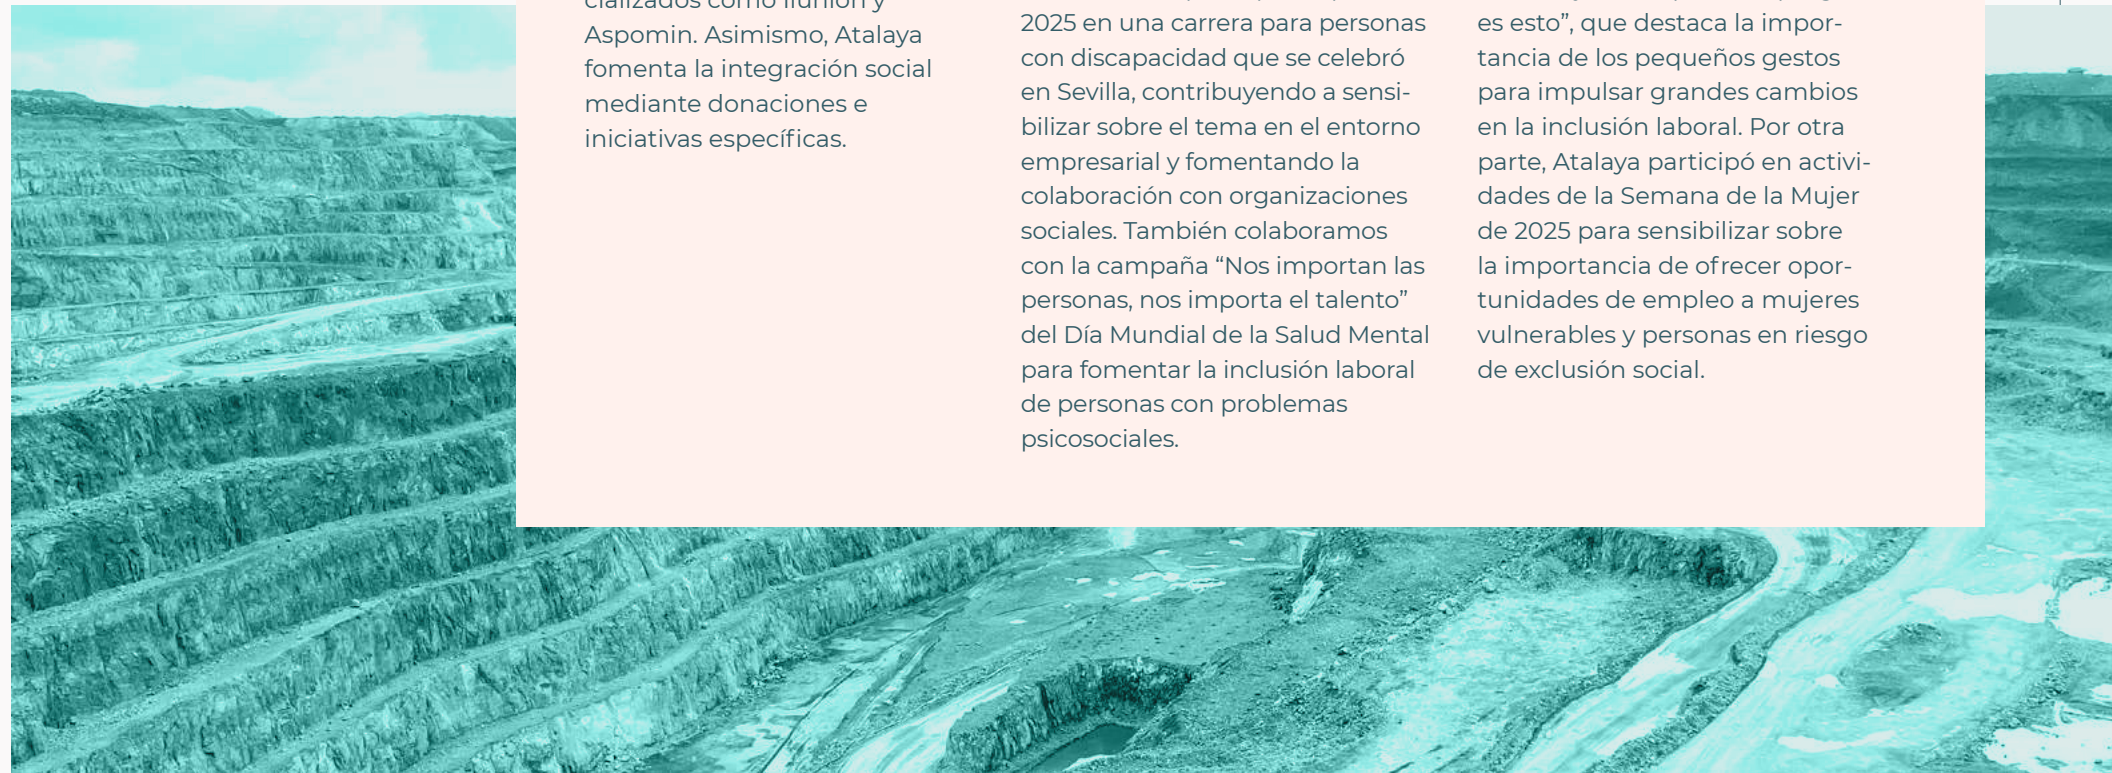 cializados como Ilunion y
Aspomin. Asimismo, Atalaya
fomenta la integración social
mediante donaciones e
iniciativas específicas.
2025 en una carrera para personas
con discapacidad que se celebró
en Sevilla, contribuyendo a sensi-
bilizar sobre el tema en el entorno
empresarial y fomentando la
colaboración con organizaciones
sociales. También colaboramos
con la campaña “Nos importan las
personas, nos importa el talento”
del Día Mundial de la Salud Mental
para fomentar la inclusión laboral
de personas con problemas
psicosociales.
es esto”, que destaca la impor-
tancia de los pequeños gestos
para impulsar grandes cambios
en la inclusión laboral. Por otra
parte, Atalaya participó en activi-
dades de la Semana de la Mujer
de 2025 para sensibilizar sobre
la importancia de ofrecer opor-
tunidades de empleo a mujeres
vulnerables y personas en riesgo
de exclusión social.